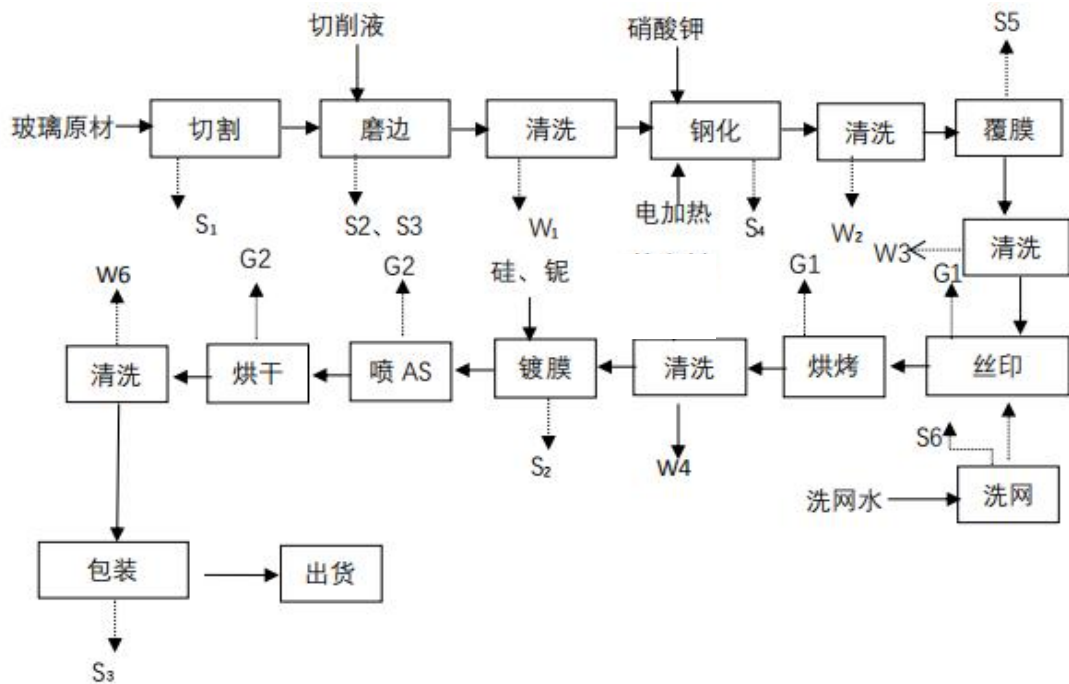 切削液
硝酸钾
S5
玻璃原材
切割
磨边
清洗
钢化
清洗
覆膜
S₁
S2、S3
W₁
电加热
S₄
W₂
W3
清洗
W6
G2
G2
硅、铌
G1
G1
清洗
烘干
喷 AS
镀膜
清洗
烘烤
丝印
S₂
W4
S6
洗网水
洗网
包装
出货
S₃